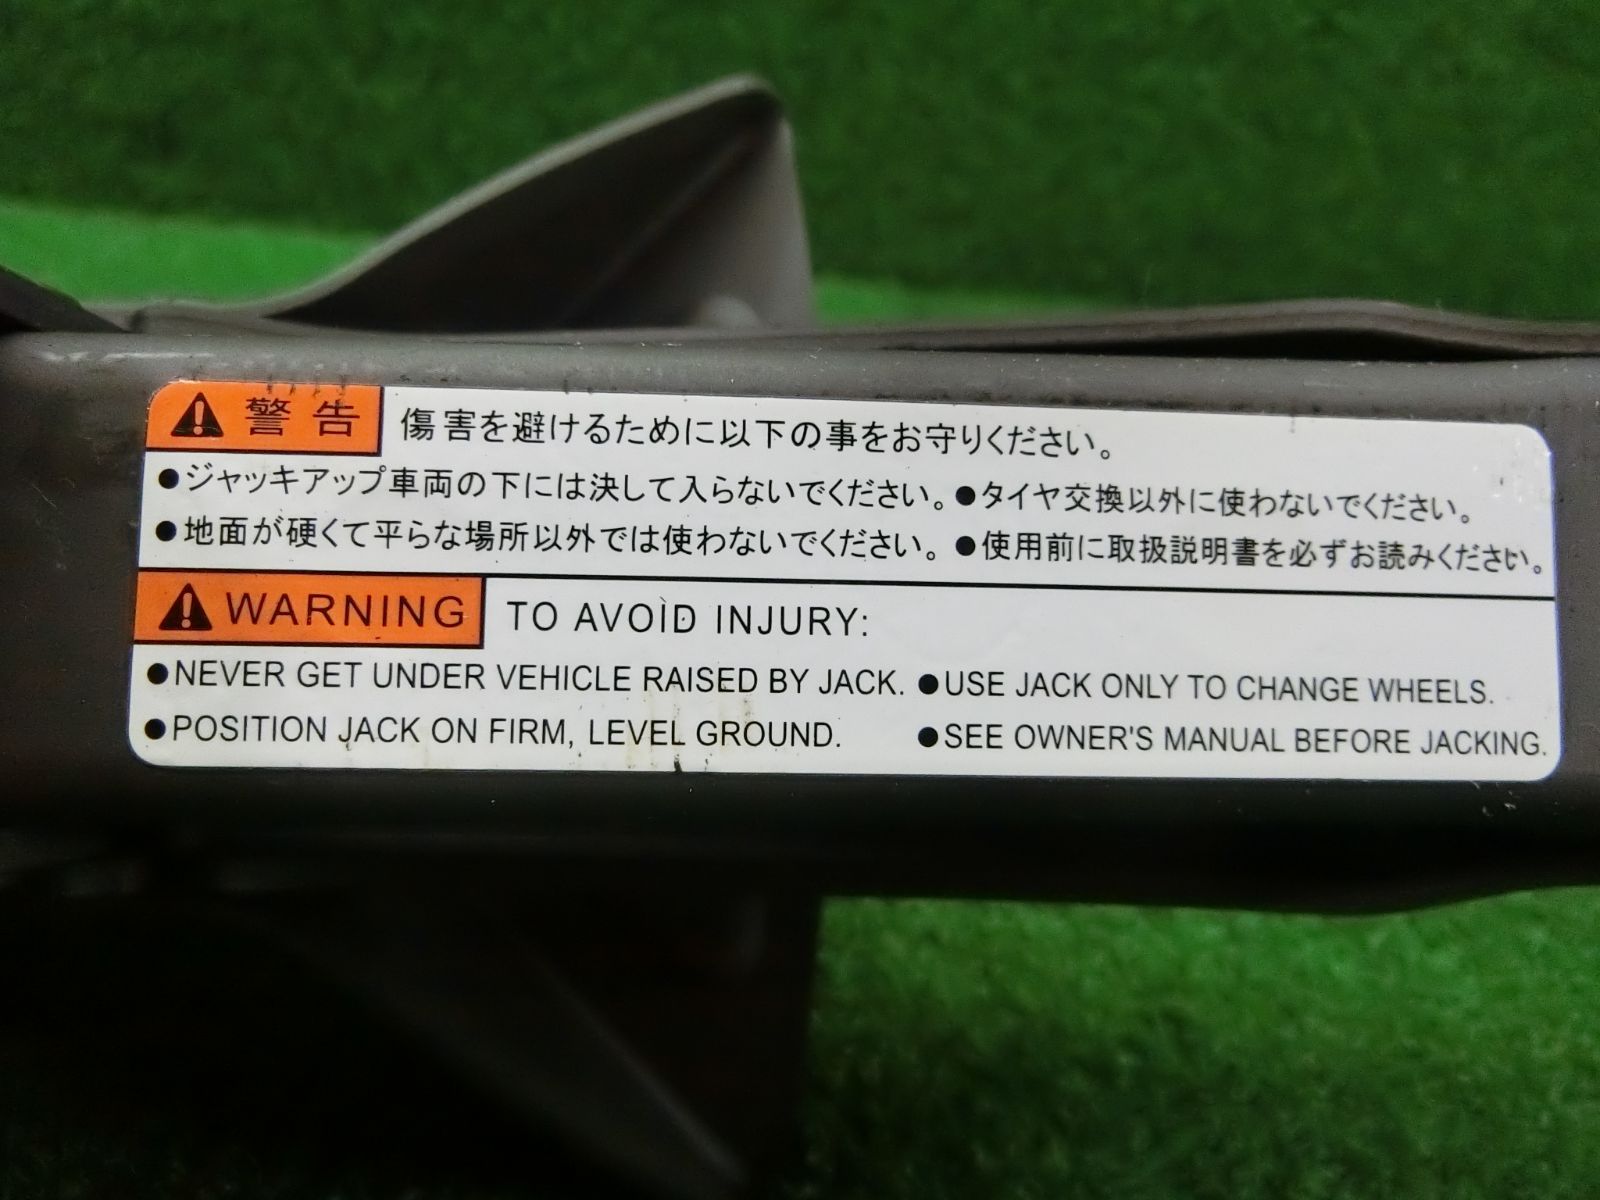 警告 傷害を避けるために以下の事をお守りください。
●ジャッキアップ車両の下には決して入らないでください。●タイヤ交換以外に使わないでください。
●地面が硬くて平らな場所以外では使わないでください。●使用前に取扱説明書を必ずお読みください。
WARNING TO AVOID INJURY:
●NEVER GET UNDER VEHICLE RAISED BY JACK. ●USE JACK ONLY TO CHANGE WHEELS.
●POSITION JACK ON FIRM, LEVEL GROUND. ●SEE OWNER'S MANUAL BEFORE JACKING.